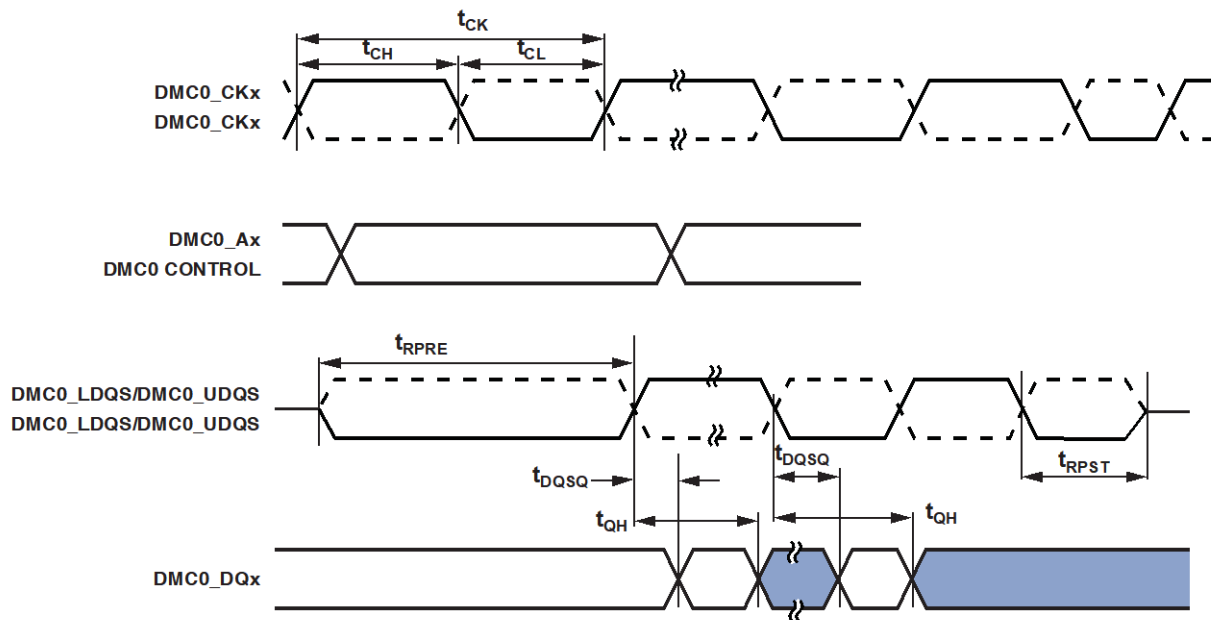 tCK
tCH tCL
DMC0_CKx
DMC0_CKx
DMC0_Ax
DMC0 CONTROL
tRPRE
DMC0_LDQS/DMC0_UDQS
DMC0_LDQS/DMC0_UDQS
tDQSQ tDQSQ tRPST
tQH tQH
DMC0_DQx